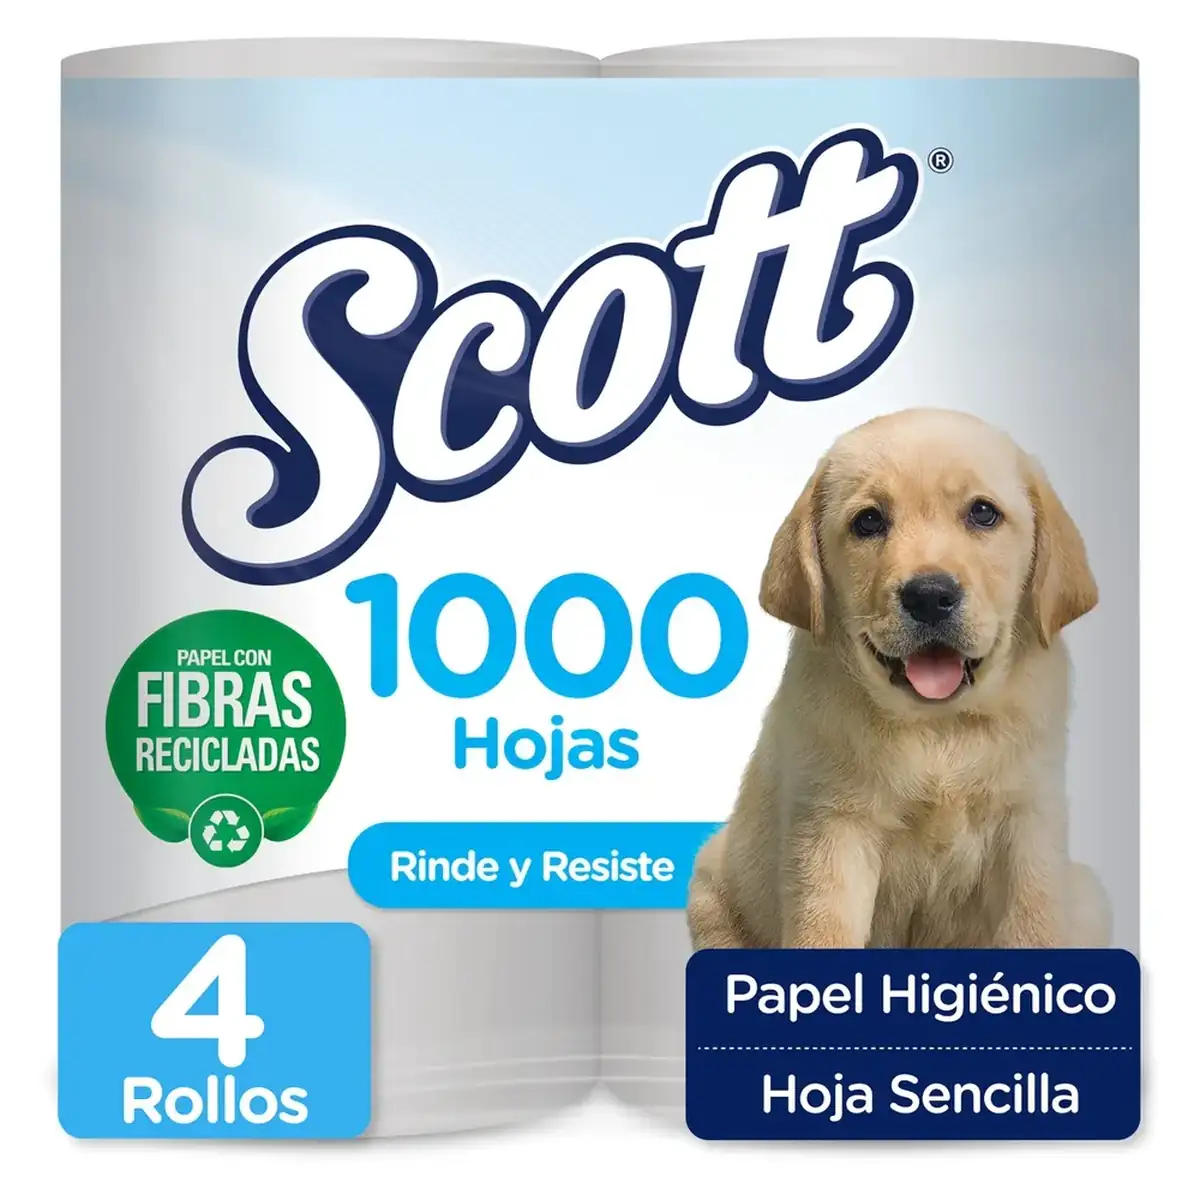 Scott®
1000
Hojas
PAPEL CON
FIBRAS
RECICLADAS
Rinde y Resiste
4
Rollos
Papel Higiénico
Hoja Sencilla